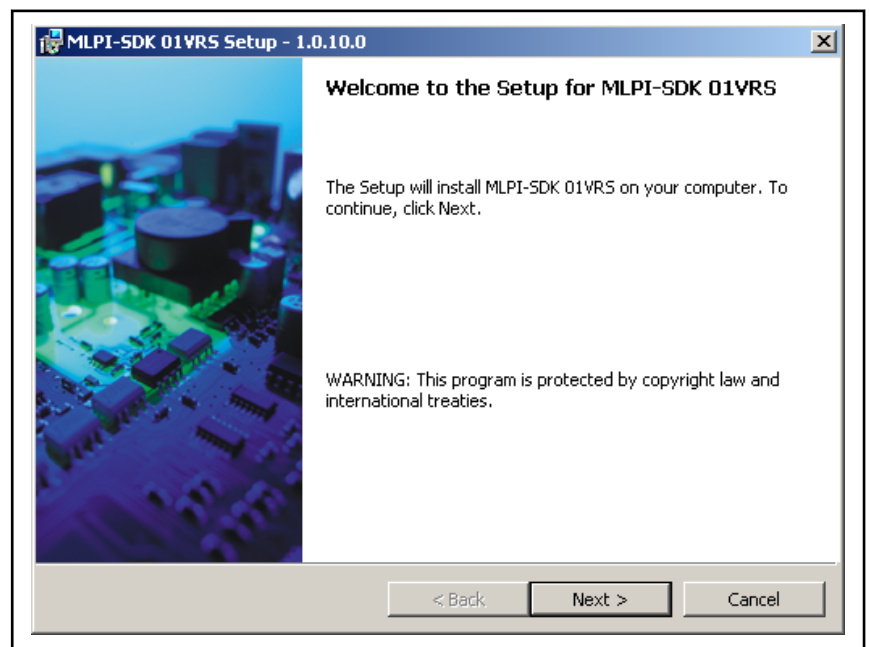 MLPI-SDK 01VRS Setup - 1.0.10.0
Welcome to the Setup for MLPI-SDK 01VRS
The Setup will install MLPI-SDK 01VRS on your computer. To
continue, click Next.
WARNING: This program is protected by copyright law and
international treaties.
< Back
Next >
Cancel